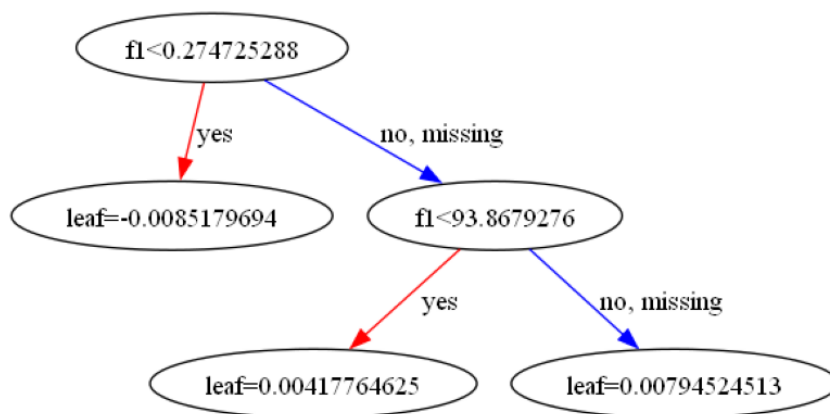 f1<0.274725288
yes
no, missing
leaf=-0.0085179694
f1<93.8679276
yes
no, missing
leaf=0.00417764625
leaf=0.00794524513